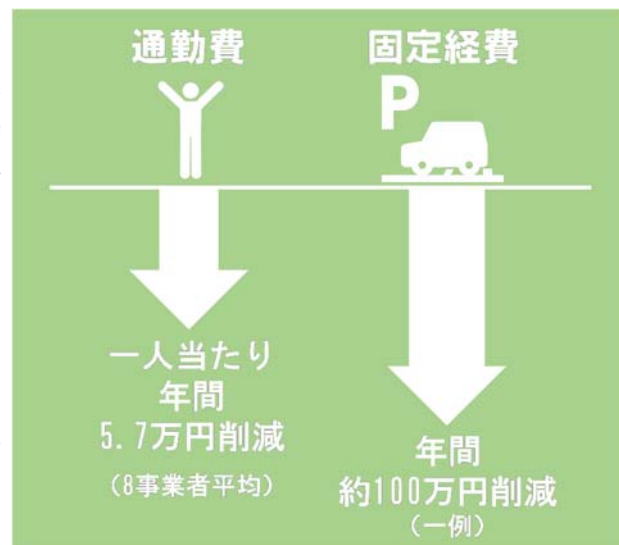 通勤費
一人当たり
年間
5.7万円削減
（8事業者平均）
固定経費
P
年間
約100万円削減
（一例）